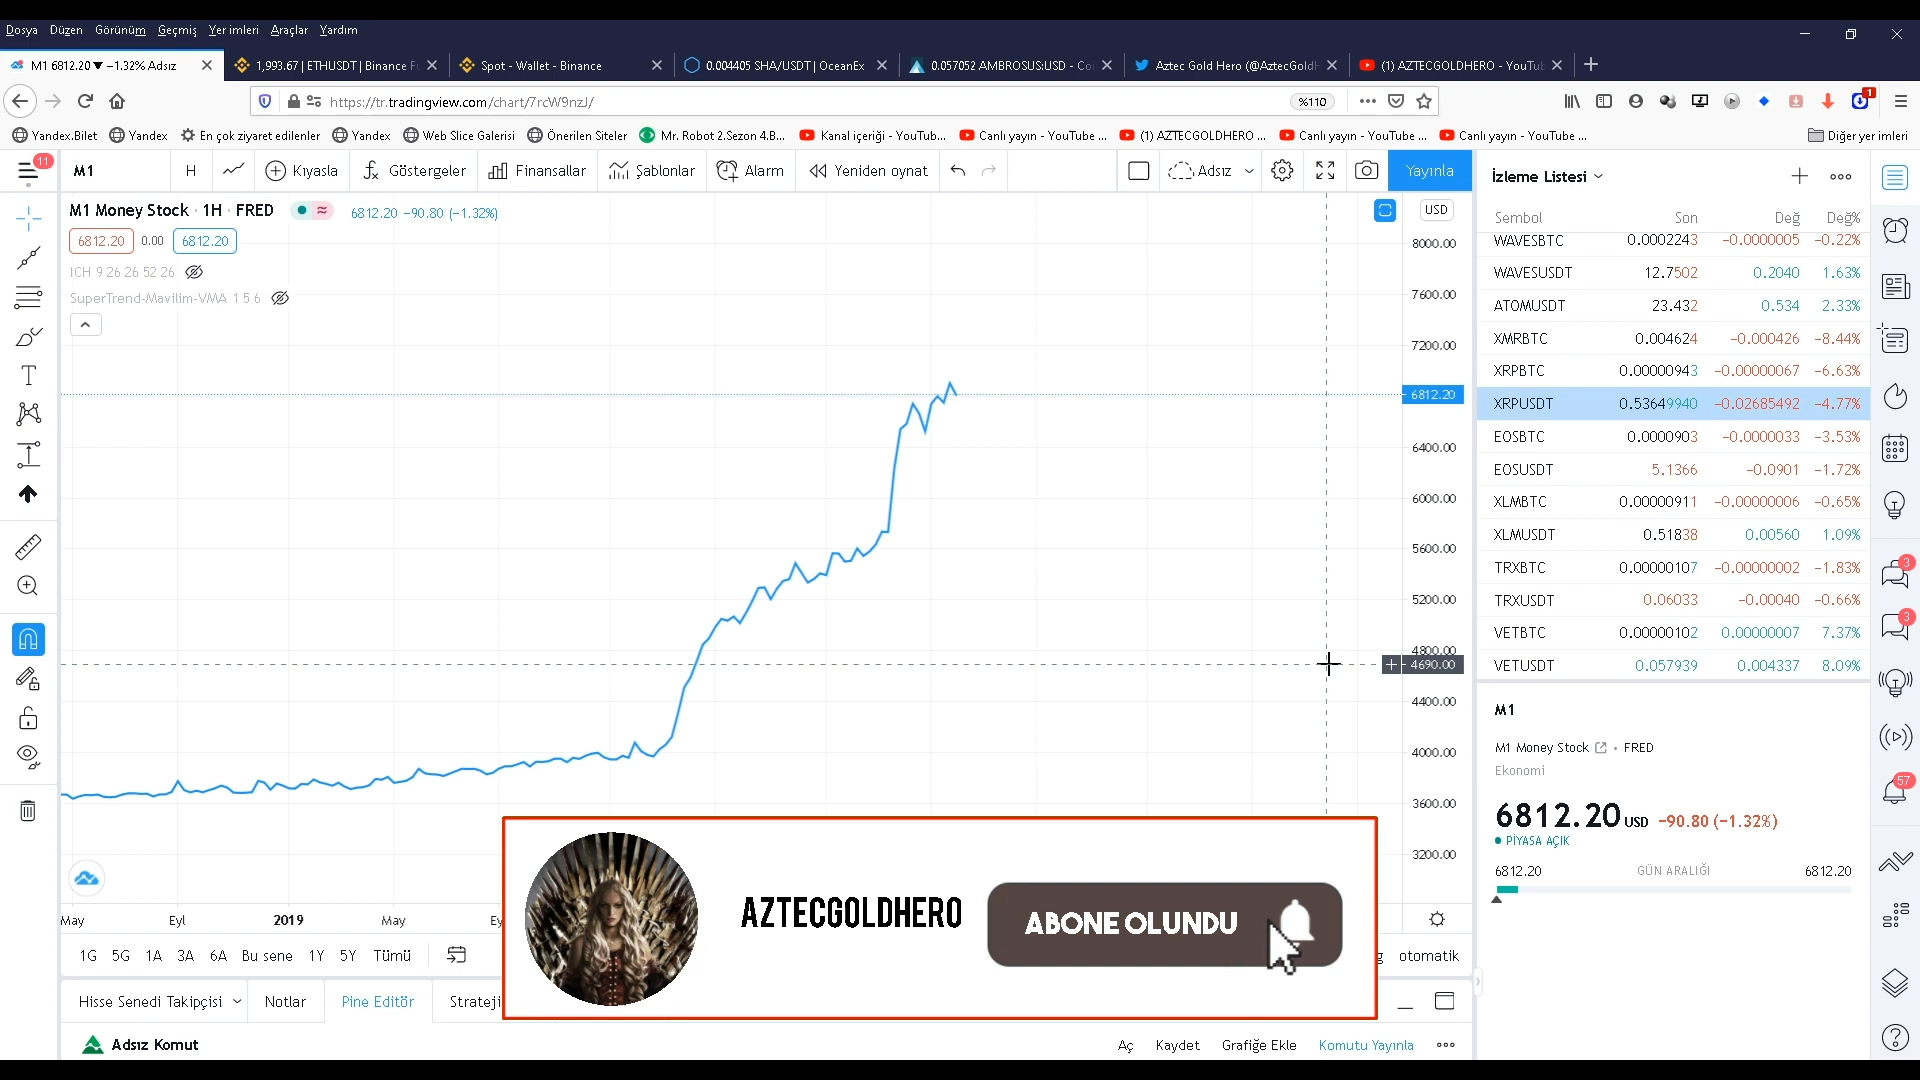 Dosya Düzen Görünüm Geçmiş Yer imleri Araçlar Yardım
M1 6812.20 ▼ −1.32% Adsız
1,993.67 | ETHUSDT | Binance Fu
Spot - Wallet - Binance
0.004405 SHA/USDT | OceanEx
0.057052 AMBROSUS:USD - Co
Aztec Gold Hero (@AztecGoldH
(1) AZTECGOLDHERO - YouTub
https://tr.tradingview.com/chart/7rcW9nzJ/
%110
1
Yandex.Bilet
Yandex
En çok ziyaret edilenler
Yandex
Web Slice Galerisi
Önerilen Siteler
Mr. Robot 2.Sezon 4.B...
Kanal içeriği - YouTub...
Canlı yayın - YouTube ...
(1) AZTECGOLDHERO ...
Canlı yayın - YouTube ...
Canlı yayın - YouTube ...
Diğer yer imleri
11
M1
H
Kıyasla
Göstergeler
Finansallar
Şablonlar
Alarm
Yeniden oynat
Adsız
Yayınla
M1 Money Stock · 1H · FRED
6812.20 −90.80 (−1.32%)
6812.20 0.00 6812.20
ICH 9 26 26 52 26
SuperTrend-Mavilim-VMA 1 5 6
USD
8000.00
7600.00
7200.00
6812.20
6400.00
6000.00
5600.00
5200.00
4800.00
4690.00
4400.00
4000.00
3600.00
3200.00
May Eyl 2019 May Ey
1G 5G 1A 3A 6A Bu sene 1Y 5Y Tümü
g otomatik
Hisse Senedi Takipçisi
Notlar
Pine Editör
Strateji
Adsız Komut
Aç Kaydet Grafiğe Ekle Komutu Yayınla
AZTECGOLDHERO
ABONE OLUNDU
İzleme Listesi
Sembol Son Değ Değ%
WAVESBTC 0.0002243 −0.0000005 −0.22%
WAVESUSDT 12.7502 0.2040 1.63%
ATOMUSDT 23.432 0.534 2.33%
XMRBTC 0.004624 −0.000426 −8.44%
XRPBTC 0.00000943 −0.00000067 −6.63%
XRPUSDT 0.53649940 −0.02685492 −4.77%
EOSBTC 0.0000903 −0.0000033 −3.53%
EOSUSDT 5.1366 −0.0901 −1.72%
XLMBTC 0.00000911 −0.00000006 −0.65%
XLMUSDT 0.51838 0.00560 1.09%
TRXBTC 0.00000107 −0.00000002 −1.83%
TRXUSDT 0.06033 −0.00040 −0.66%
VETBTC 0.00000102 0.00000007 7.37%
VETUSDT 0.057939 0.004337 8.09%
M1
M1 Money Stock • FRED
Ekonomi
6812.20 USD −90.80 (−1.32%)
PİYASA AÇIK
6812.20 GÜN ARALIĞI 6812.20
3
3
57